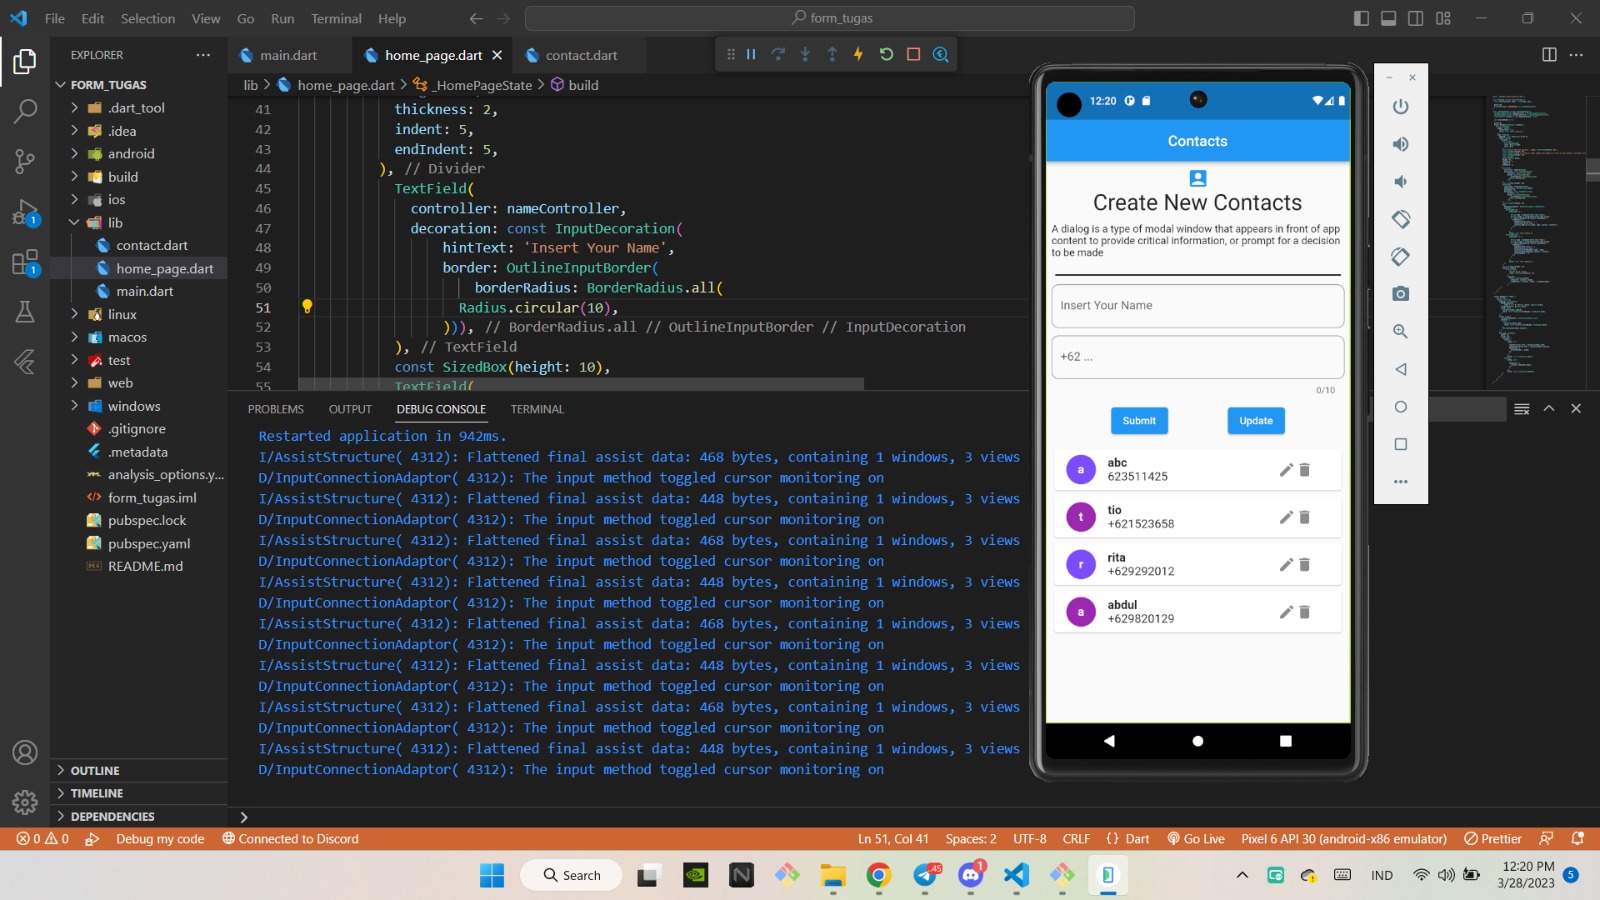 File Edit Selection View Go Run Terminal Help
form_tugas
EXPLORER
main.dart
home_page.dart
contact.dart
FORM_TUGAS
.dart_tool
.idea
android
build
ios
lib
contact.dart
home_page.dart
main.dart
linux
macos
test
web
windows
.gitignore
.metadata
analysis_options.y...
form_tugas.iml
pubspec.lock
pubspec.yaml
README.md
OUTLINE
TIMELINE
DEPENDENCIES
1
1
lib > home_page.dart > _HomePageState > build
41 thickness: 2,
42 indent: 5,
43 endIndent: 5,
44 ), // Divider
45 TextField(
46 controller: nameController,
47 decoration: const InputDecoration(
48 hintText: 'Insert Your Name',
49 border: OutlineInputBorder(
50 borderRadius: BorderRadius.all(
51 Radius.circular(10),
52 ))), // BorderRadius.all // OutlineInputBorder // InputDecoration
53 ), // TextField
54 const SizedBox(height: 10),
55 TextField(
PROBLEMS OUTPUT DEBUG CONSOLE TERMINAL
Restarted application in 942ms.
I/AssistStructure( 4312): Flattened final assist data: 468 bytes, containing 1 windows, 3 views
D/InputConnectionAdaptor( 4312): The input method toggled cursor monitoring on
I/AssistStructure( 4312): Flattened final assist data: 448 bytes, containing 1 windows, 3 views
D/InputConnectionAdaptor( 4312): The input method toggled cursor monitoring on
I/AssistStructure( 4312): Flattened final assist data: 468 bytes, containing 1 windows, 3 views
D/InputConnectionAdaptor( 4312): The input method toggled cursor monitoring on
I/AssistStructure( 4312): Flattened final assist data: 448 bytes, containing 1 windows, 3 views
D/InputConnectionAdaptor( 4312): The input method toggled cursor monitoring on
I/AssistStructure( 4312): Flattened final assist data: 468 bytes, containing 1 windows, 3 views
D/InputConnectionAdaptor( 4312): The input method toggled cursor monitoring on
I/AssistStructure( 4312): Flattened final assist data: 448 bytes, containing 1 windows, 3 views
D/InputConnectionAdaptor( 4312): The input method toggled cursor monitoring on
I/AssistStructure( 4312): Flattened final assist data: 468 bytes, containing 1 windows, 3 views
D/InputConnectionAdaptor( 4312): The input method toggled cursor monitoring on
I/AssistStructure( 4312): Flattened final assist data: 448 bytes, containing 1 windows, 3 views
D/InputConnectionAdaptor( 4312): The input method toggled cursor monitoring on
12:20
Contacts
Create New Contacts
A dialog is a type of modal window that appears in front of app
content to provide critical information, or prompt for a decision
to be made
Insert Your Name
+62 ...
0/10
Submit Update
a abc
623511425
t tio
+621523658
r rita
+629292012
a abdul
+629820129
0 0 Debug my code Connected to Discord Ln 51, Col 41 Spaces: 2 UTF-8 CRLF {} Dart Go Live Pixel 6 API 30 (android-x86 emulator) Prettier
Search
45
1
IND
12:20 PM
3/28/2023
5